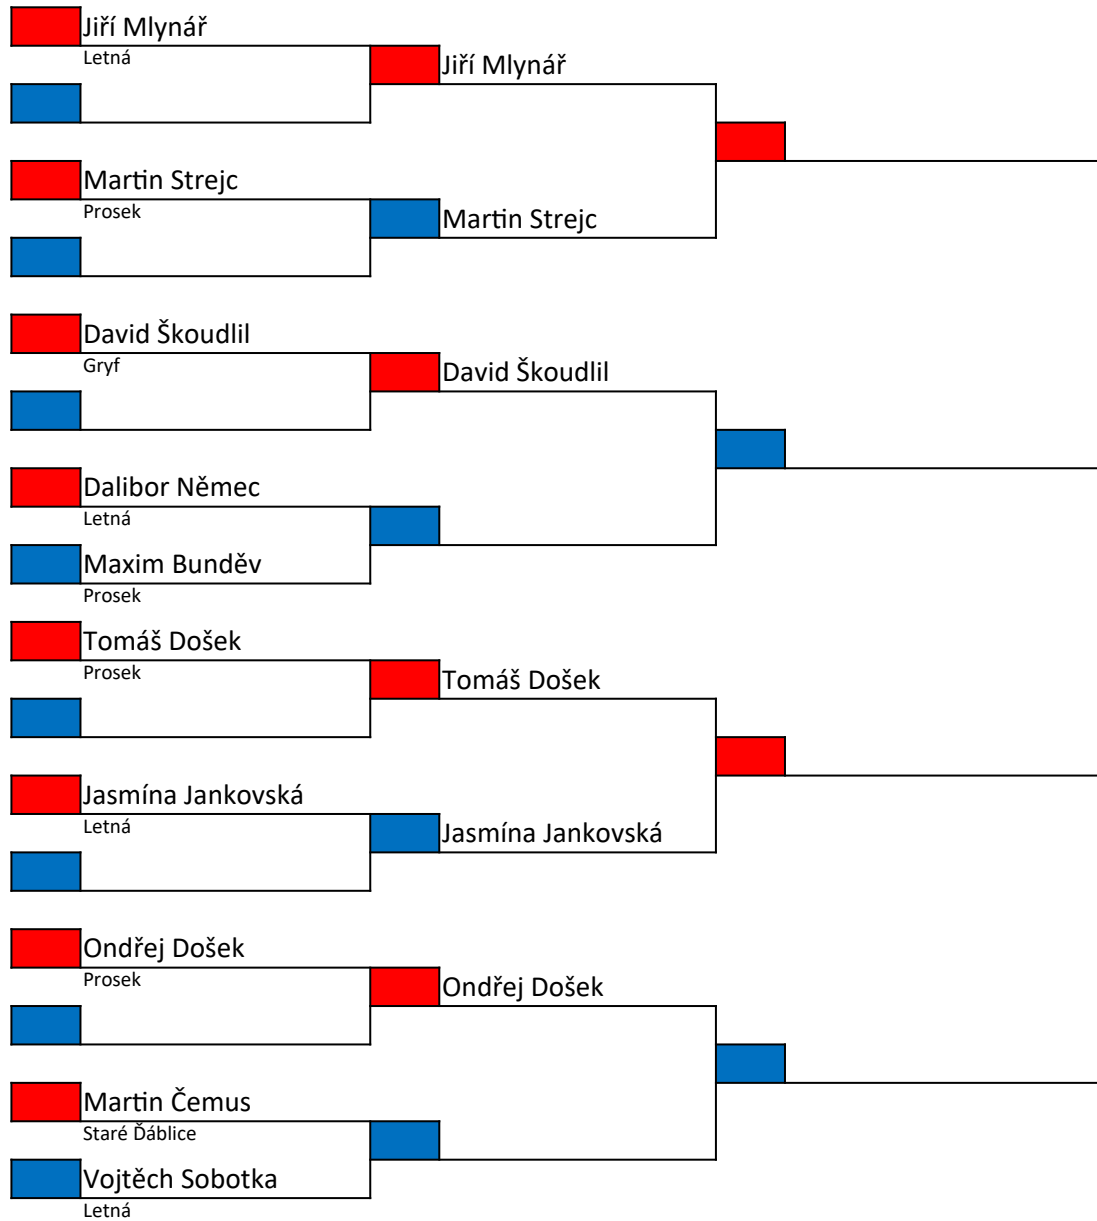 Jiří Mlynář
Letná
Jiří Mlynář
Martin Strejc
Prosek
Martin Strejc
David Škoudlil
Gryf
David Škoudlil
Dalibor Němec
Letná
Maxim Bunděv
Prosek
Tomáš Došek
Prosek
Tomáš Došek
Jasmína Jankovská
Letná
Jasmína Jankovská
Ondřej Došek
Prosek
Ondřej Došek
Martin Čemus
Staré Ďáblice
Vojtěch Sobotka
Letná